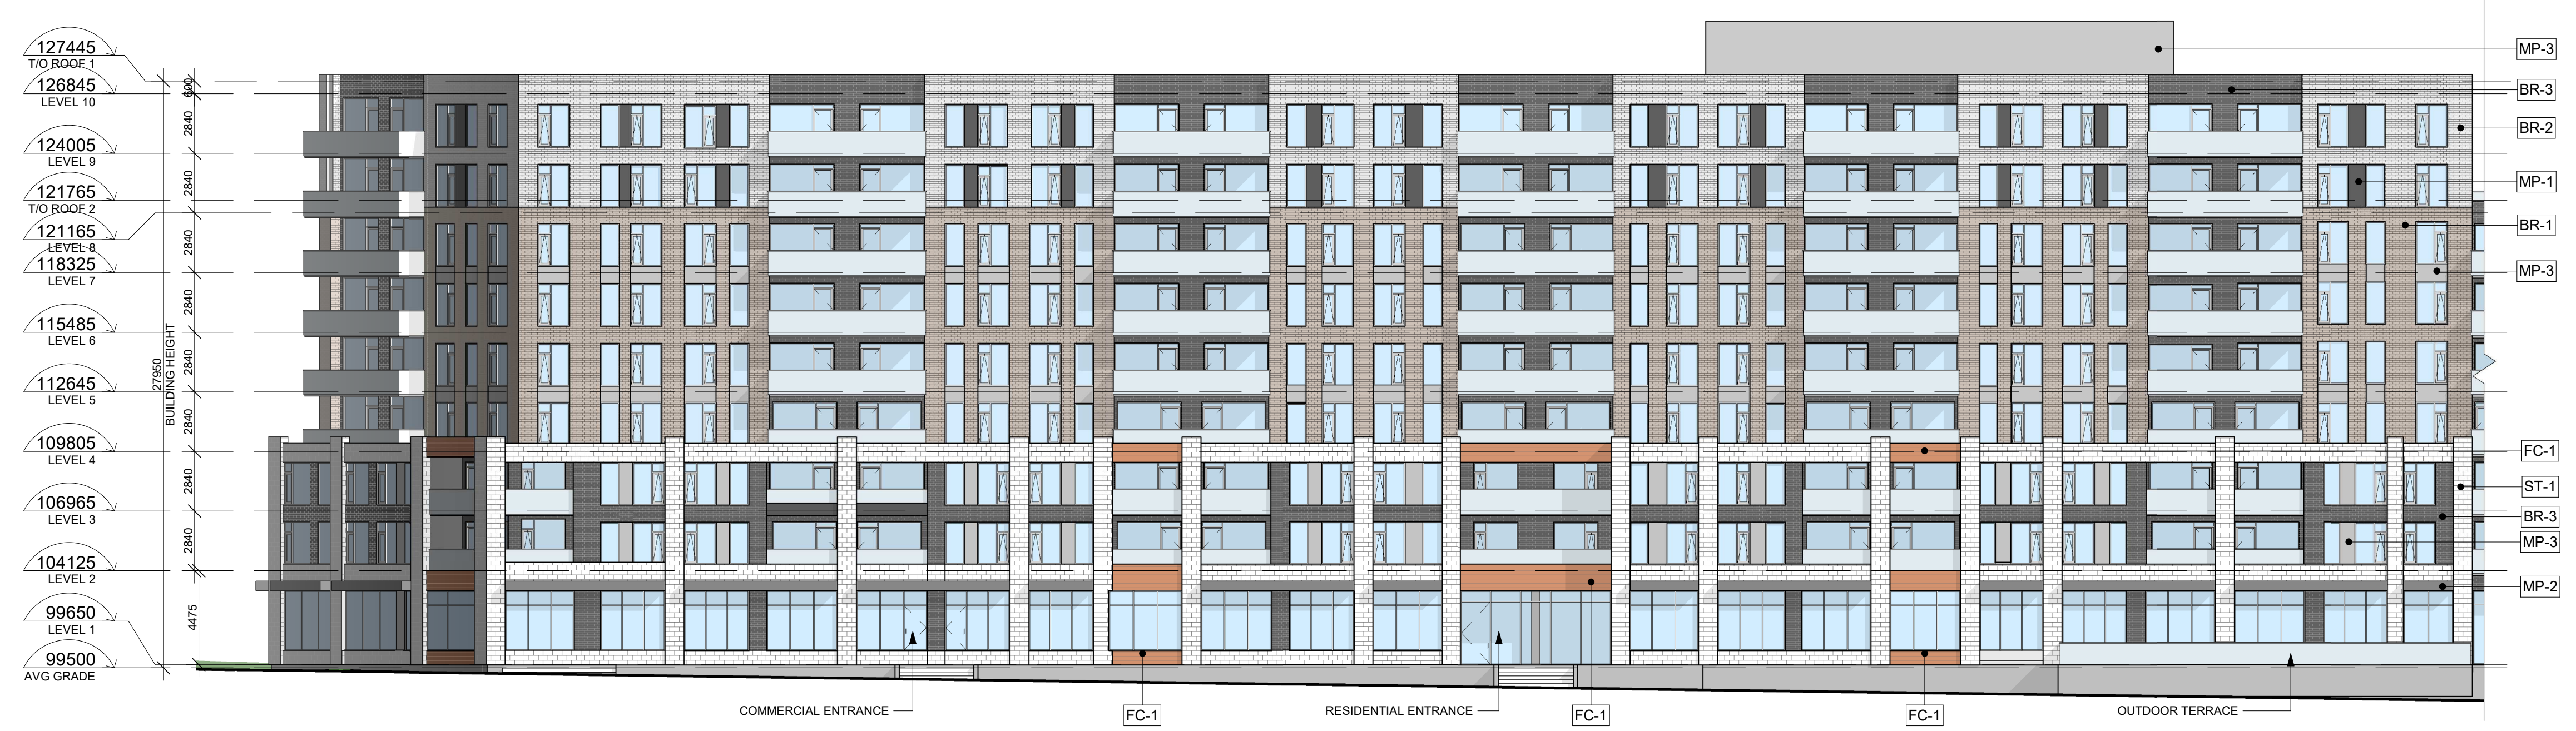 127445
T/O ROOF 1
126845
LEVEL 10
124005
LEVEL 9
121765
T/O ROOF 2
121165
LEVEL 8
118325
LEVEL 7
115485
LEVEL 6
112645
LEVEL 5
109805
LEVEL 4
106965
LEVEL 3
104125
LEVEL 2
99650
LEVEL 1
99500
AVG GRADE
27950
BUILDING HEIGHT
600
2840
2840
2840
2840
2840
2840
2840
2840
4475
COMMERCIAL ENTRANCE
FC-1
RESIDENTIAL ENTRANCE
FC-1
FC-1
OUTDOOR TERRACE
MP-3
BR-3
BR-2
MP-1
BR-1
MP-3
FC-1
ST-1
BR-3
MP-3
MP-2